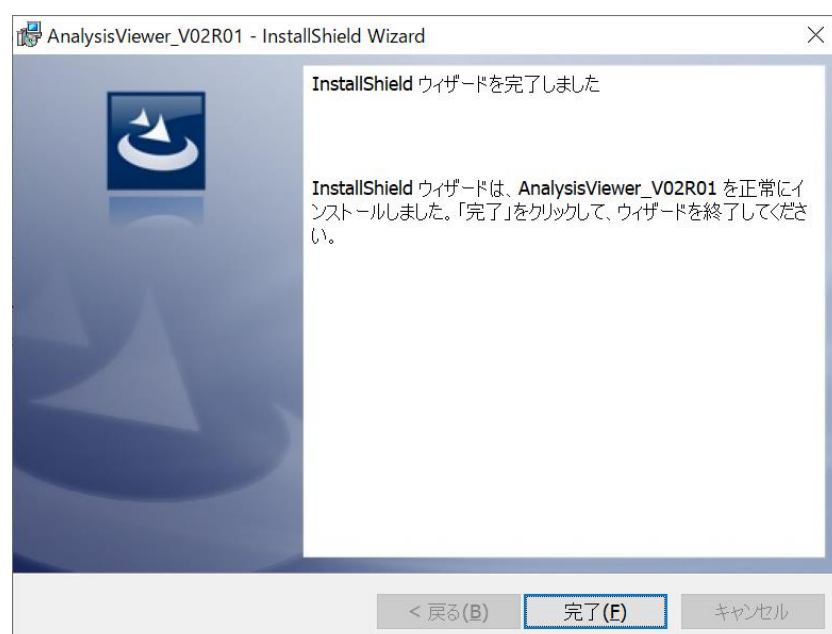 AnalysisViewer_V02R01 - InstallShield Wizard
InstallShield ウィザードを完了しました
InstallShield ウィザードは、AnalysisViewer_V02R01 を正常にイ
ンストールしました。「完了」をクリックして、ウィザードを終了してくださ
い。
< 戻る(B) 完了(F) キャンセル